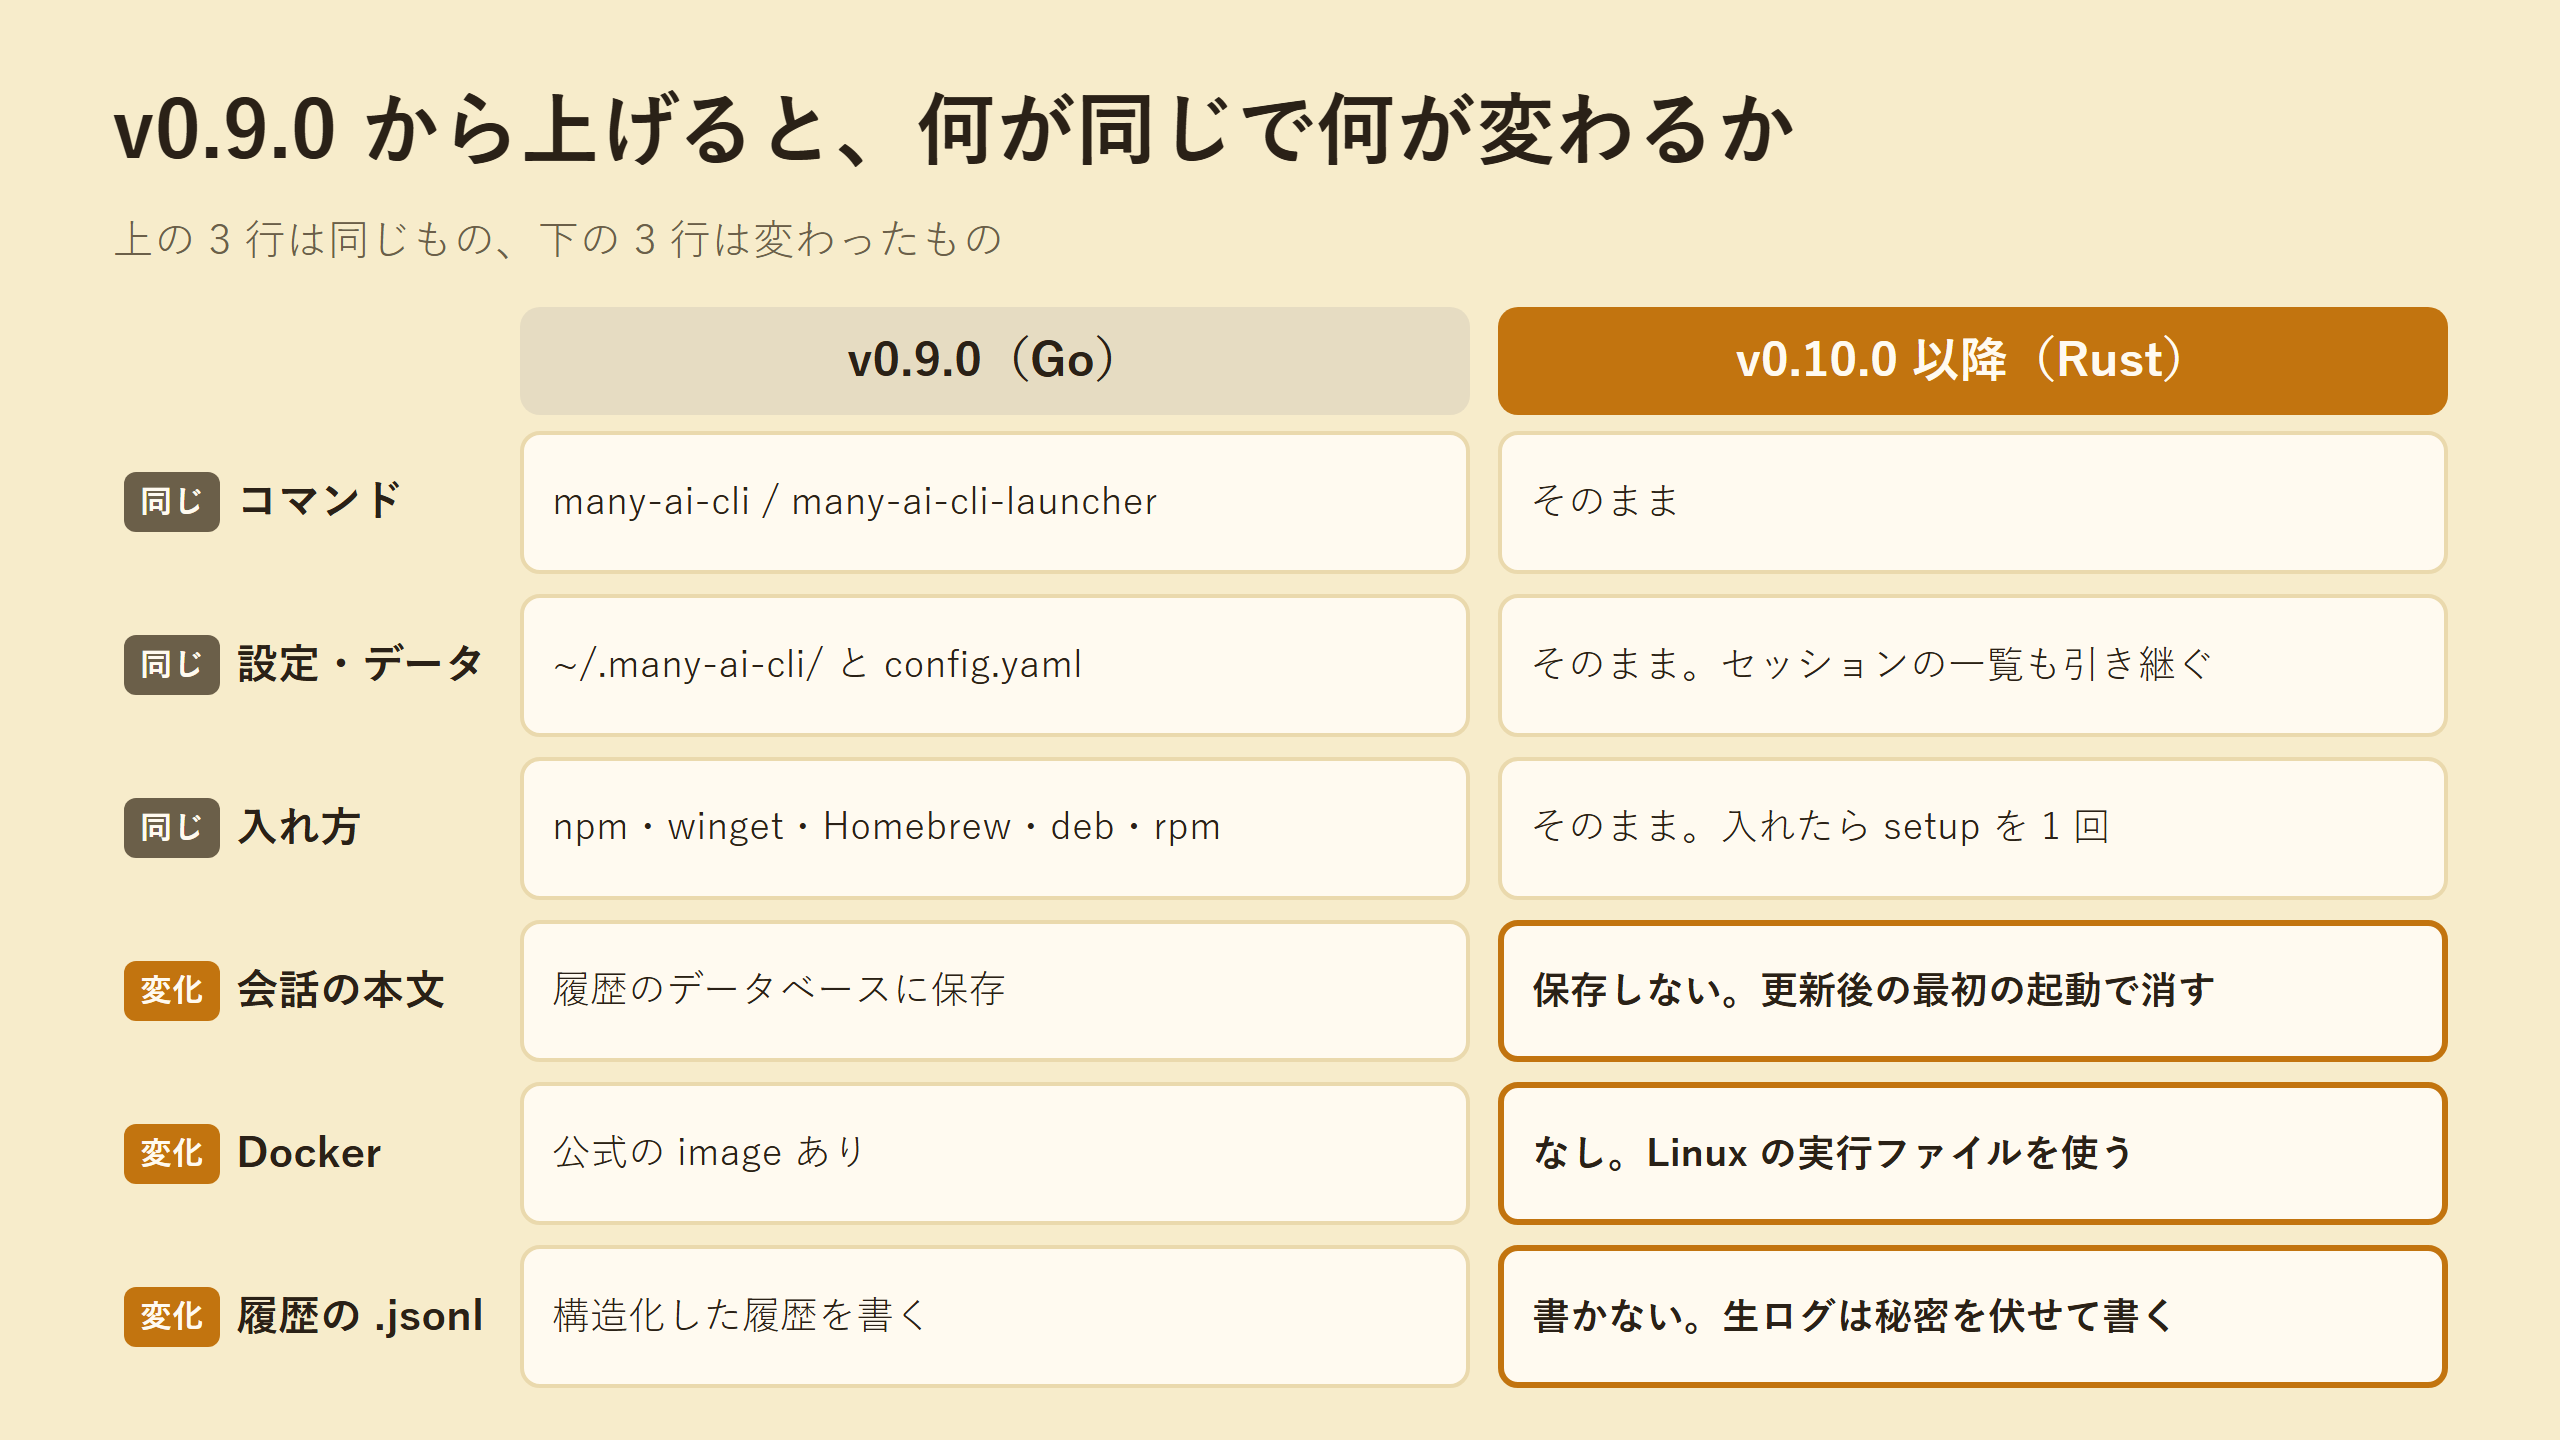 v0.9.0 から上げると、何が同じで何が変わるか
上の 3 行は同じもの、下の 3 行は変わったもの
v0.9.0（Go）
v0.10.0 以降（Rust）
同じ コマンド
many-ai-cli / many-ai-cli-launcher
そのまま
同じ 設定・データ
~/.many-ai-cli/ と config.yaml
そのまま。セッションの一覧も引き継ぐ
同じ 入れ方
npm・winget・Homebrew・deb・rpm
そのまま。入れたら setup を 1 回
変化 会話の本文
履歴のデータベースに保存
保存しない。更新後の最初の起動で消す
変化 Docker
公式の image あり
なし。Linux の実行ファイルを使う
変化 履歴の .jsonl
構造化した履歴を書く
書かない。生ログは秘密を伏せて書く